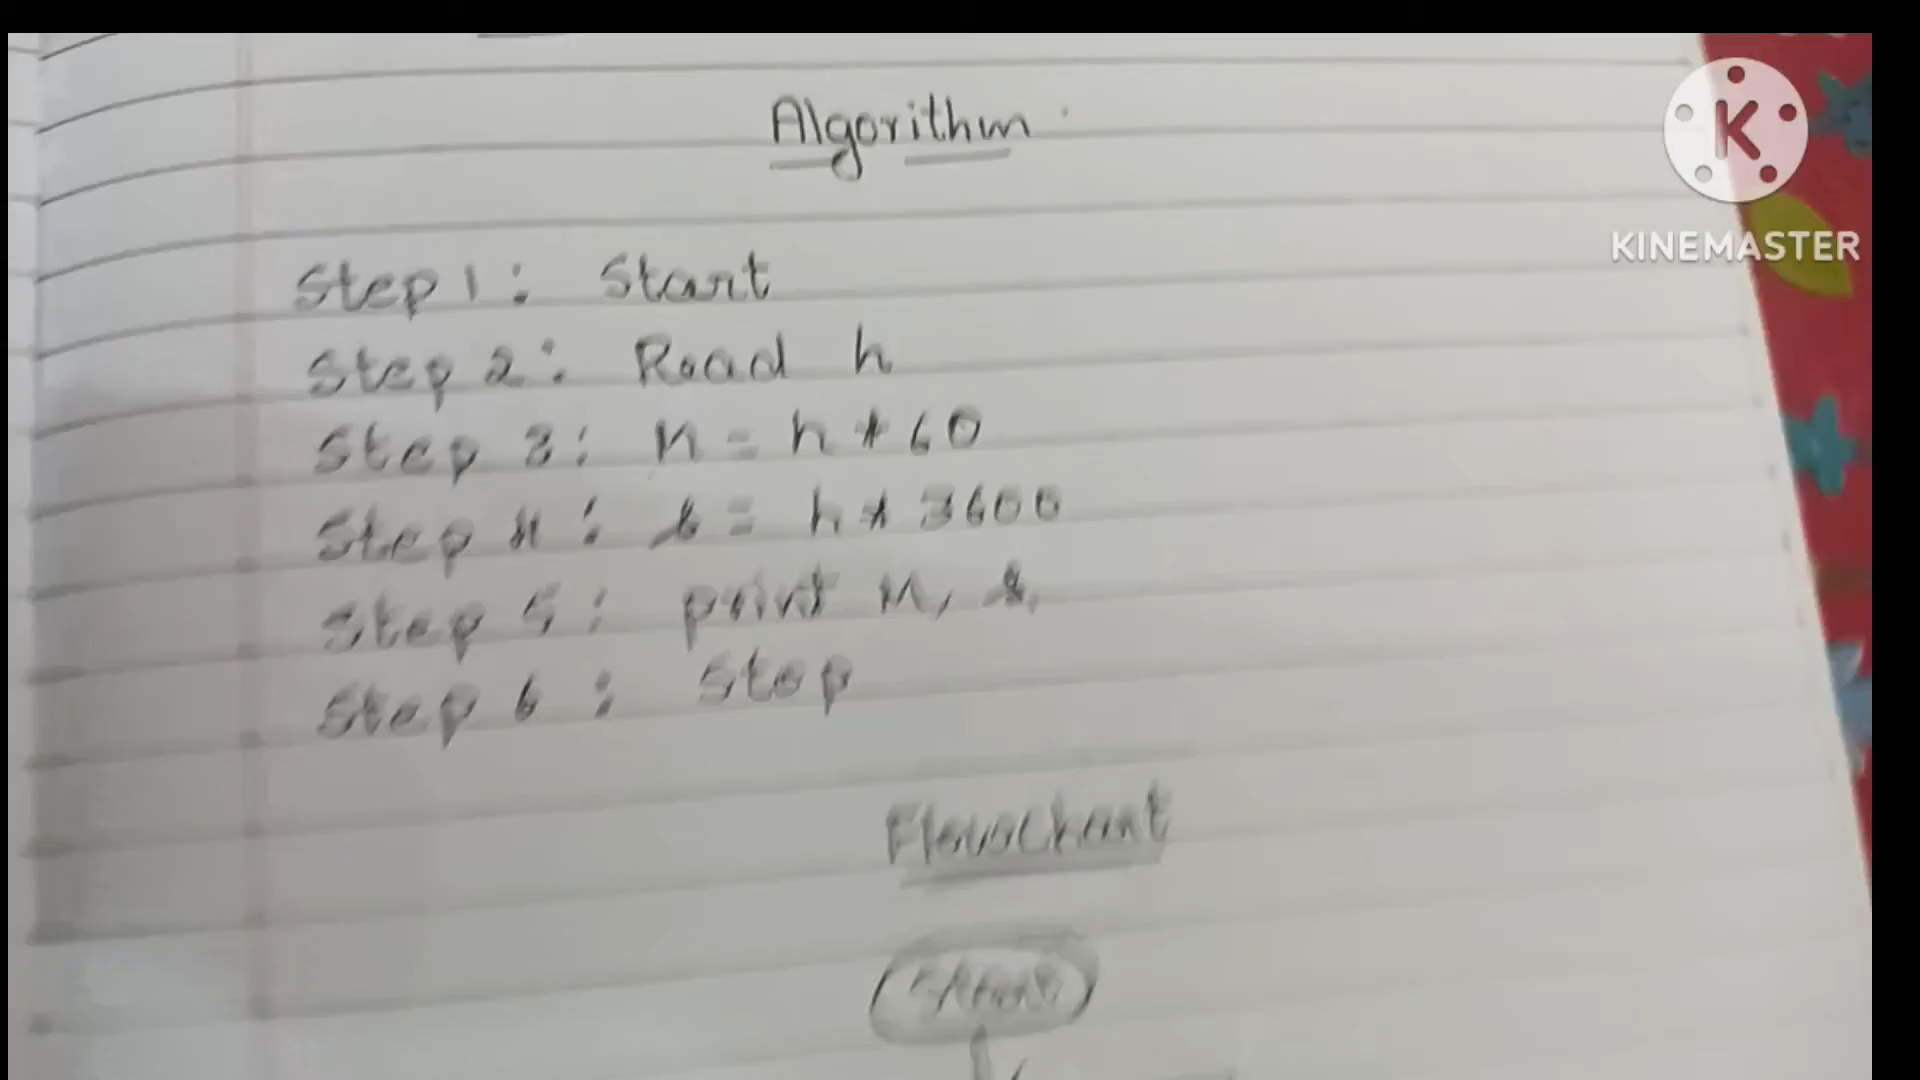 Algorithm
K
KINEMASTER
Step 1 : Start
Step 2 : Read h
Step 3 : M = h * 60
Step 4 : s = h * 3600
Step 5 : print M, s,
Step 6 : Stop
Flowchart
Start